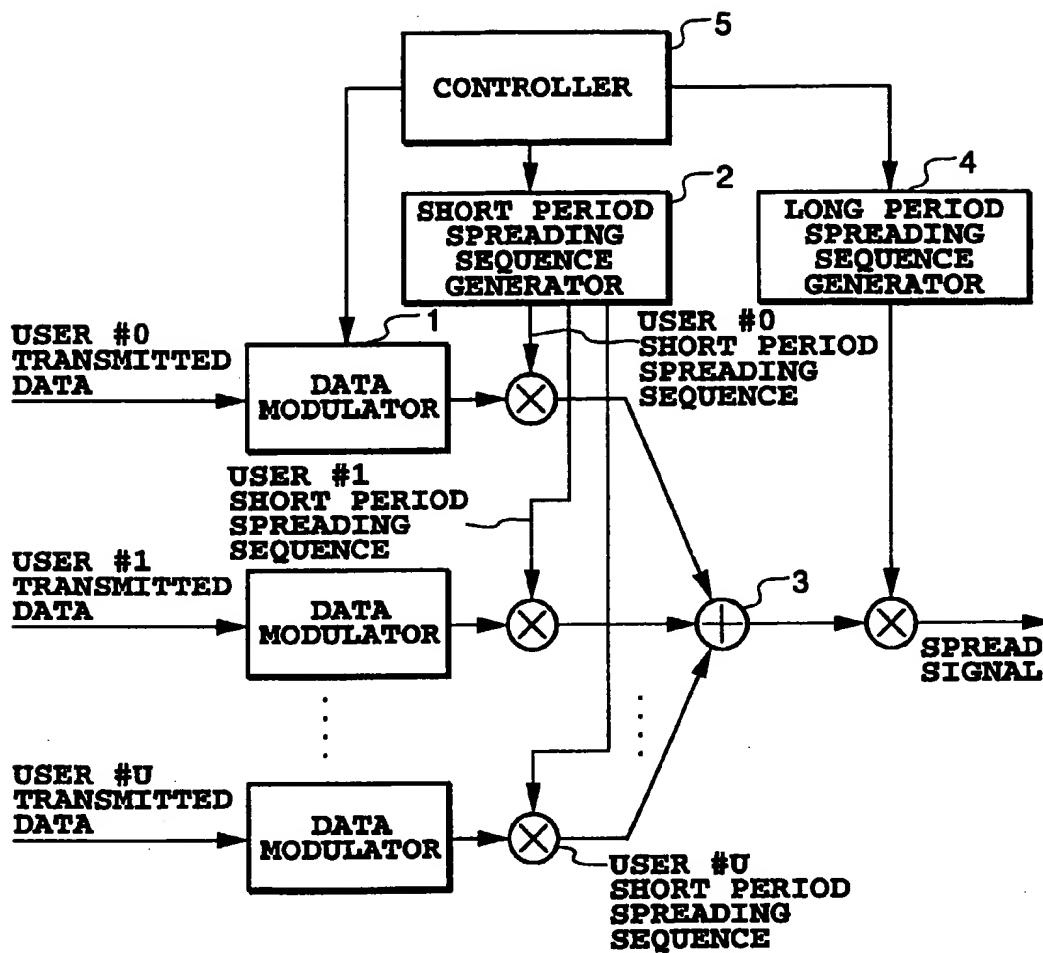 5
CONTROLLER
2
4
SHORT PERIOD
SPREADING
SEQUENCE
GENERATOR
LONG PERIOD
SPREADING
SEQUENCE
GENERATOR
USER #0
TRANSMITTED
DATA
1
DATA
MODULATOR
USER #0
SHORT PERIOD
SPREADING
SEQUENCE
USER #1
SHORT PERIOD
SPREADING
SEQUENCE
USER #1
TRANSMITTED
DATA
DATA
MODULATOR
3
SPREAD
SIGNAL
USER #U
TRANSMITTED
DATA
DATA
MODULATOR
USER #U
SHORT PERIOD
SPREADING
SEQUENCE